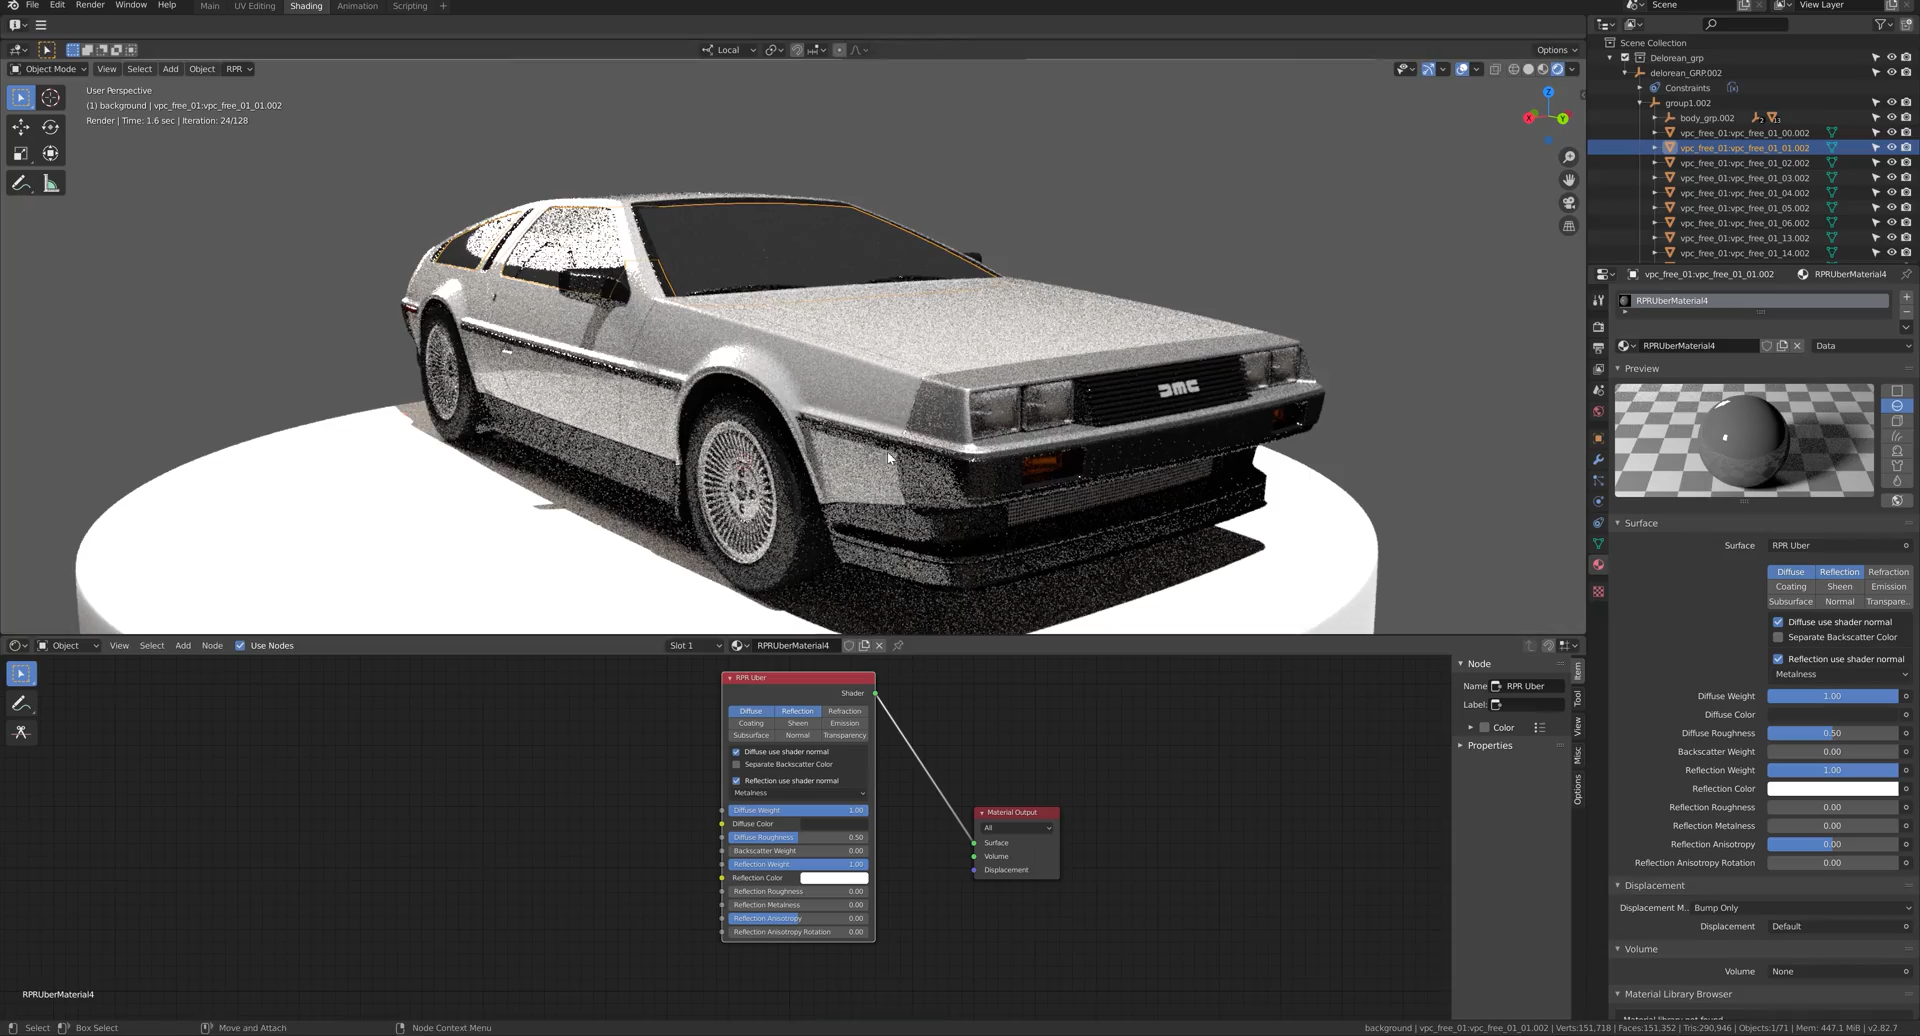 File Edit Render Window Help Main UV Editing Shading Animation Scripting + Scene View Layer
Local Options
Object Mode View Select Add Object RPR
User Perspective
(1) background | vpc_free_01:vpc_free_01_01.002
Render | Time: 1.6 sec | Iteration: 24/128
Z
X
Y
DMC
Scene Collection
Delorean_grp
delorean_GRP.002
Constraints
group1.002
body_grp.002 2 13
vpc_free_01:vpc_free_01_00.002
vpc_free_01:vpc_free_01_01.002
vpc_free_01:vpc_free_01_02.002
vpc_free_01:vpc_free_01_03.002
vpc_free_01:vpc_free_01_04.002
vpc_free_01:vpc_free_01_05.002
vpc_free_01:vpc_free_01_06.002
vpc_free_01:vpc_free_01_13.002
vpc_free_01:vpc_free_01_14.002
vpc_free_01:vpc_free_01_01.002 RPRUberMaterial4
RPRUberMaterial4
RPRUberMaterial4 Data
Preview
Surface
Surface RPR Uber
Diffuse Reflection Refraction
Coating Sheen Emission
Subsurface Normal Transpare..
Diffuse use shader normal
Separate Backscatter Color
Reflection use shader normal
Metalness
Diffuse Weight 1.00
Diffuse Color
Diffuse Roughness 0.50
Backscatter Weight 0.00
Reflection Weight 1.00
Reflection Color
Reflection Roughness 0.00
Reflection Metalness 0.00
Reflection Anisotropy 0.00
Reflection Anisotropy Rotation 0.00
Displacement
Displacement M.. Bump Only
Displacement Default
Volume
Volume None
Material Library Browser
Object View Select Add Node Use Nodes Slot 1 RPRUberMaterial4
RPR Uber
Shader
Diffuse Reflection Refraction
Coating Sheen Emission
Subsurface Normal Transparency
Diffuse use shader normal
Separate Backscatter Color
Reflection use shader normal
Metalness
Diffuse Weight 1.00
Diffuse Color
Diffuse Roughness 0.50
Backscatter Weight 0.00
Reflection Weight 1.00
Reflection Color
Reflection Roughness 0.00
Reflection Metalness 0.00
Reflection Anisotropy 0.00
Reflection Anisotropy Rotation 0.00
Material Output
All
Surface
Volume
Displacement
Node
Name RPR Uber
Label:
Color
Properties
Item
Tool
View
Misc
Options
RPRUberMaterial4
Select Box Select Move and Attach Node Context Menu background | vpc_free_01:vpc_free_01_01.002 | Verts:151,718 | Faces:151,352 | Tris:290,946 | Objects:1/71 | Mem: 447.1 MiB | v2.82.7